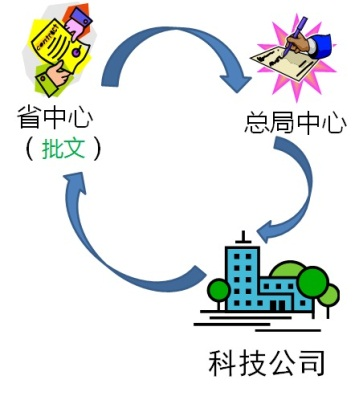 省中心
（批文）
总局中心
科技公司